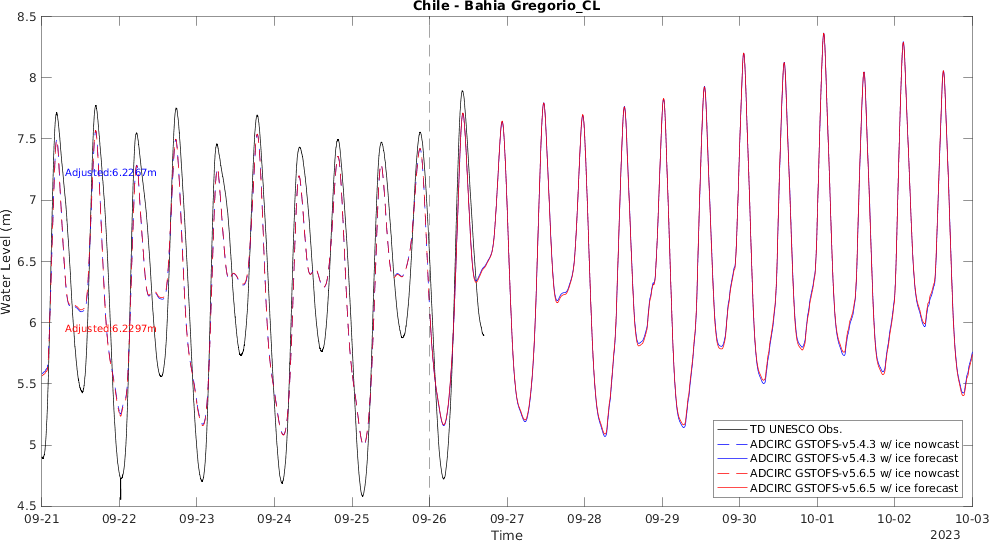 Chile - Bahia Gregorio_CL
8.5
8
7.5
7
6.5
6
5.5
5
4.5
Water Level (m)
Adjusted:6.2267m
Adjusted:6.2297m
TD UNESCO Obs.
ADCIRC GSTOFS-v5.4.3 w/ ice nowcast
ADCIRC GSTOFS-v5.4.3 w/ ice forecast
ADCIRC GSTOFS-v5.6.5 w/ ice nowcast
ADCIRC GSTOFS-v5.6.5 w/ ice forecast
09-21 09-22 09-23 09-24 09-25 09-26 09-27 09-28 09-29 09-30 10-01 10-02 10-03
Time 2023